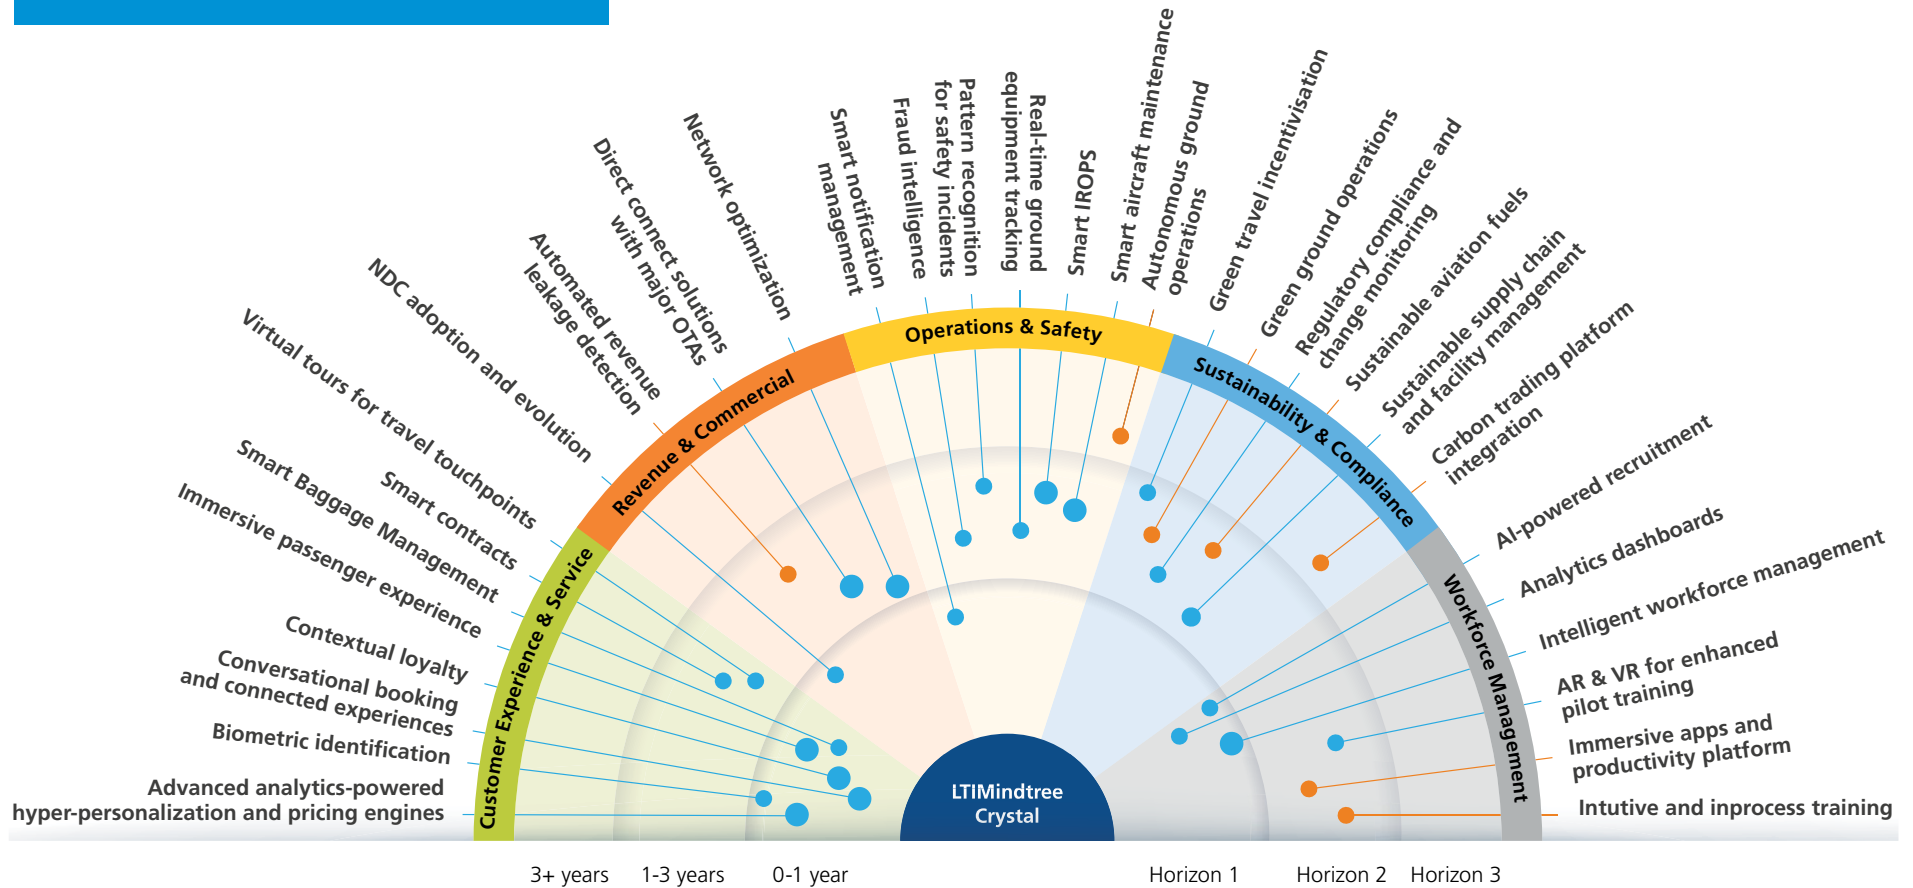 Smart aircraft maintenance
Autonomous ground
operations
Smart IROPS
Real-time ground
equipment tracking
Pattern recognition
for safety incidents
Fraud intelligence
Smart notification
management
Network optimization
Direct connect solutions
with major OTAs
Automated revenue
leakage detection
NDC adoption and evolution
Virtual tours for travel touchpoints
Smart contracts
Smart Baggage Management
Immersive passenger experience
Contextual loyalty
Conversational booking
and connected experiences
Biometric identification
Advanced analytics-powered
hyper-personalization and pricing engines
Green travel incentivisation
Green ground operations
Regulatory compliance and
change monitoring
Sustainable aviation fuels
Sustainable supply chain
and facility management
Carbon trading platform
integration
AI-powered recruitment
Analytics dashboards
Intelligent workforce management
AR & VR for enhanced
pilot training
Immersive apps and
productivity platform
Intutive and inprocess training
Customer Experience & Service
Revenue & Commercial
Operations & Safety
Sustainability & Compliance
Workforce Management
LTIMindtree
Crystal
3+ years
1-3 years
0-1 year
Horizon 1
Horizon 2
Horizon 3